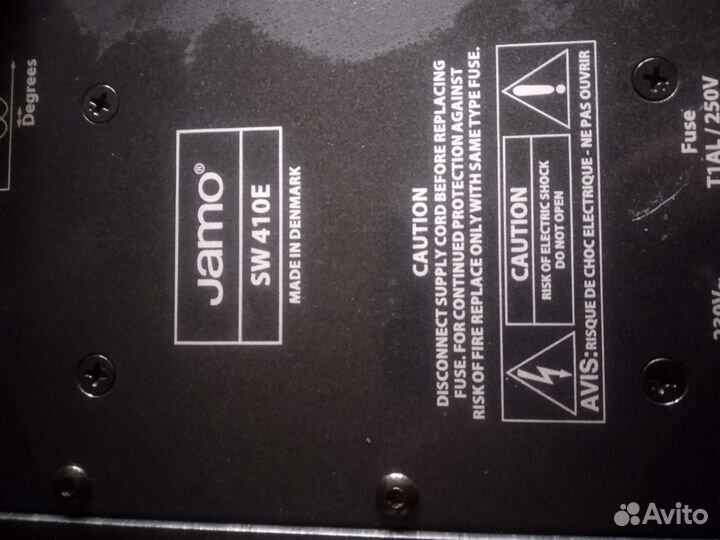 Degrees
Jamo®
SW 410E
MADE IN DENMARK
CAUTION
DISCONNECT SUPPLY CORD BEFORE REPLACING
FUSE. FOR CONTINUED PROTECTION AGAINST
RISK OF FIRE REPLACE ONLY WITH SAME TYPE FUSE.
CAUTION
RISK OF ELECTRIC SHOCK
DO NOT OPEN
AVIS: RISQUE DE CHOC ELECTRIQUE - NE PAS OUVRIR
Fuse
T1AL / 250V
230V~
Avito